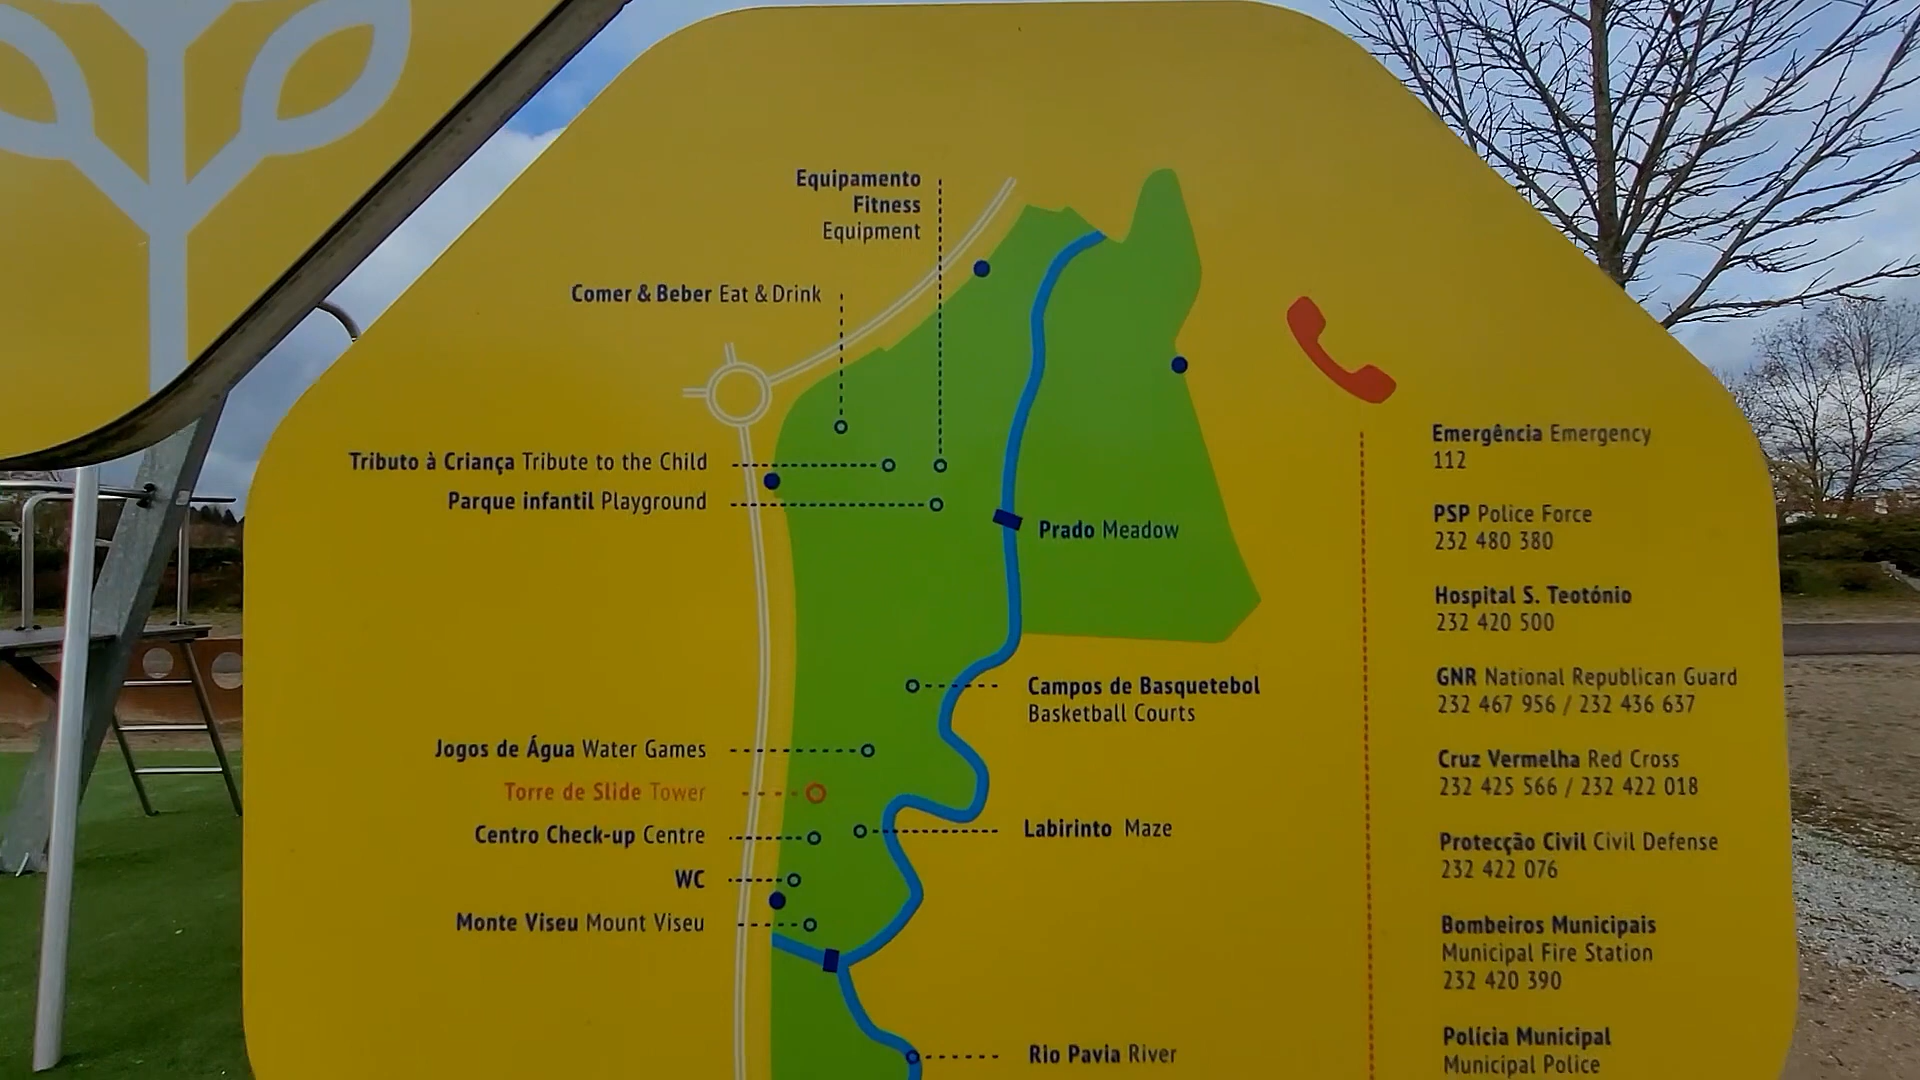 Equipamento
Fitness
Equipment
Comer & Beber Eat & Drink
Tributo à Criança Tribute to the Child
Parque infantil Playground
Prado Meadow
Campos de Basquetebol
Basketball Courts
Jogos de Água Water Games
Torre de Slide Tower
Centro Check-up Centre
Labirinto Maze
WC
Monte Viseu Mount Viseu
Rio Pavia River
Emergência Emergency
112
PSP Police Force
232 480 380
Hospital S. Teotónio
232 420 500
GNR National Republican Guard
232 467 956 / 232 436 637
Cruz Vermelha Red Cross
232 425 566 / 232 422 018
Protecção Civil Civil Defense
232 422 076
Bombeiros Municipais
Municipal Fire Station
232 420 390
Polícia Municipal
Municipal Police